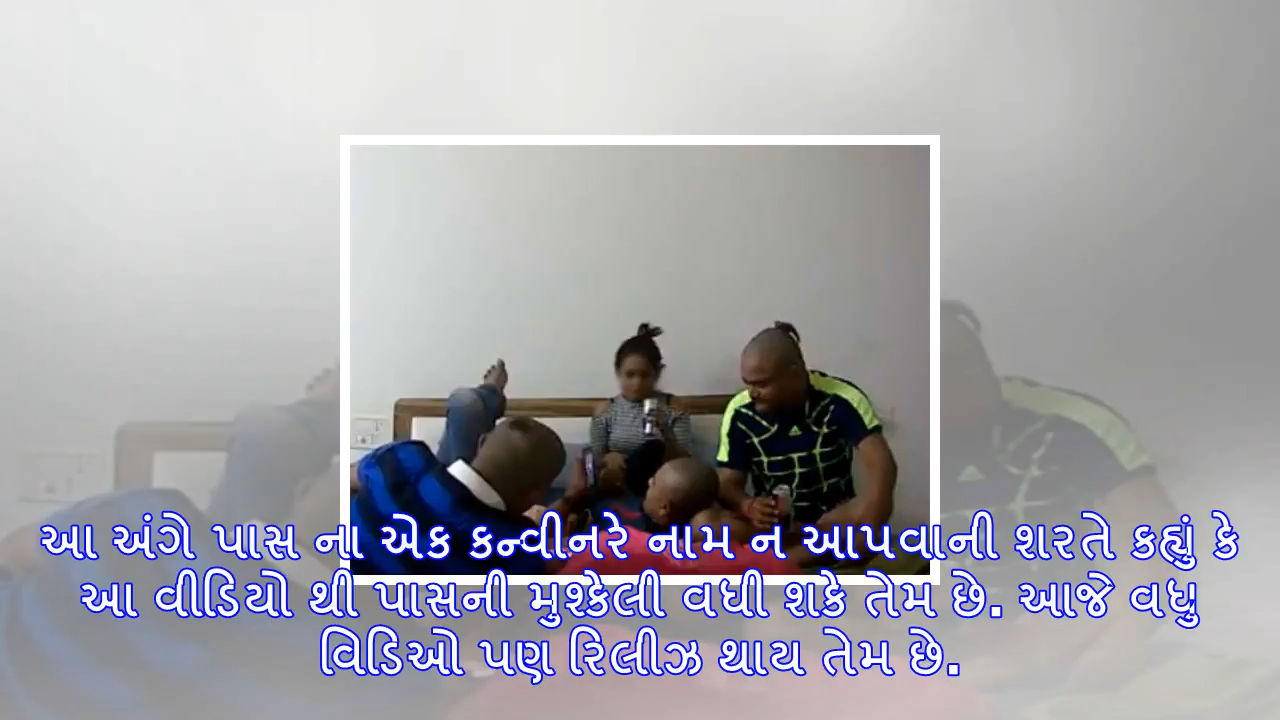 આ અંગે પાસ ના એક કન્વીનરે નામ ન આપવાની શરતે કહ્યું કે
આ વીડિયો થી પાસની મુશ્કેલી વધી શકે તેમ છે. આજે વધુ
વિડિઓ પણ રિલીઝ થાય તેમ છે.